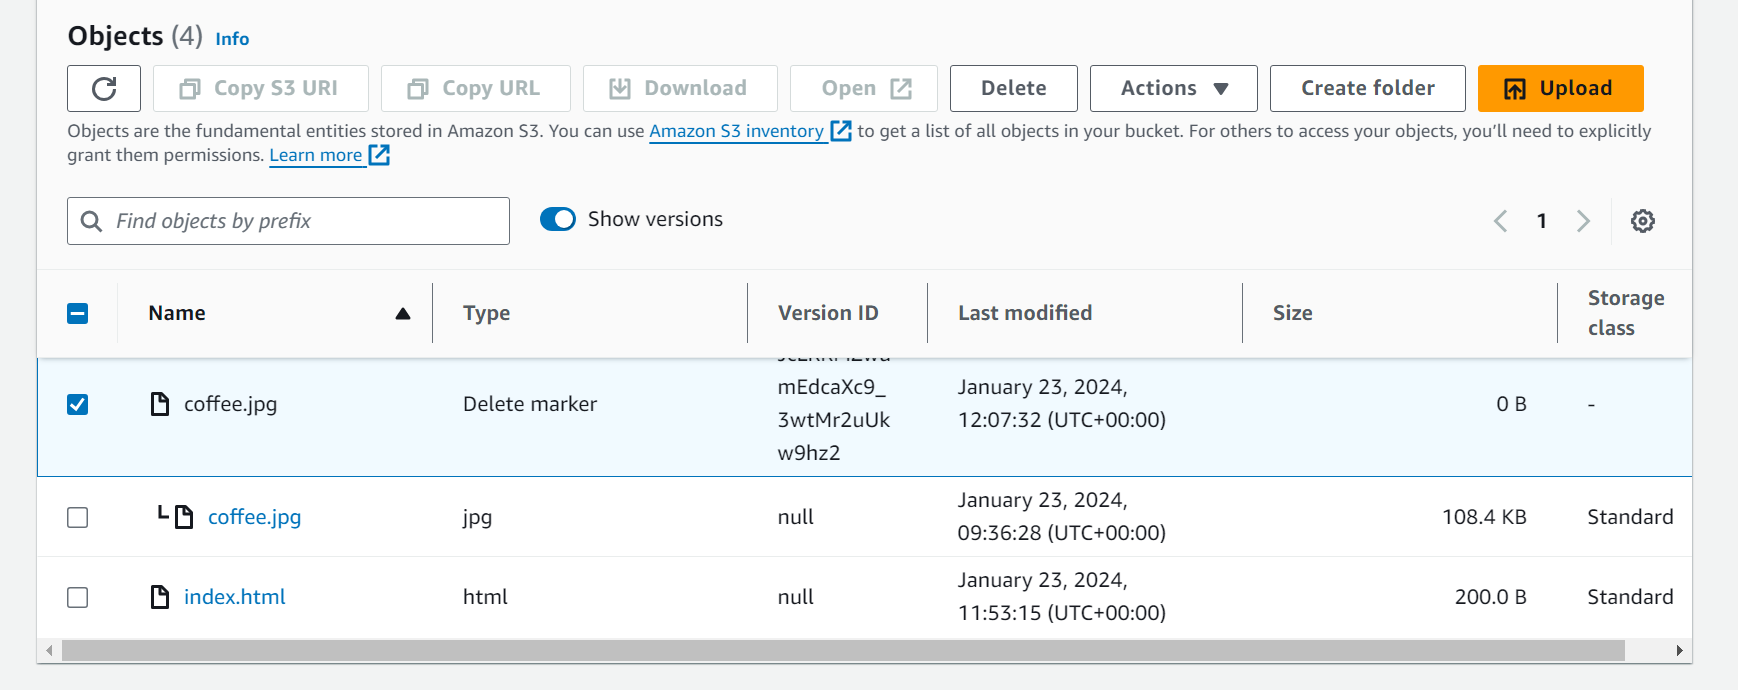 Objects (4) Info
Copy S3 URI Copy URL Download Open Delete Actions Create folder Upload
Objects are the fundamental entities stored in Amazon S3. You can use Amazon S3 inventory to get a list of all objects in your bucket. For others to access your objects, you’ll need to explicitly
grant them permissions. Learn more
Find objects by prefix Show versions 1
Name Type Version ID Last modified Size Storage class
coffee.jpg Delete marker mEdcaXc9_ January 23, 2024, 0 B -
3wtMr2uUk 12:07:32 (UTC+00:00)
w9hz2
coffee.jpg jpg null January 23, 2024, 108.4 KB Standard
09:36:28 (UTC+00:00)
index.html html null January 23, 2024, 200.0 B Standard
11:53:15 (UTC+00:00)